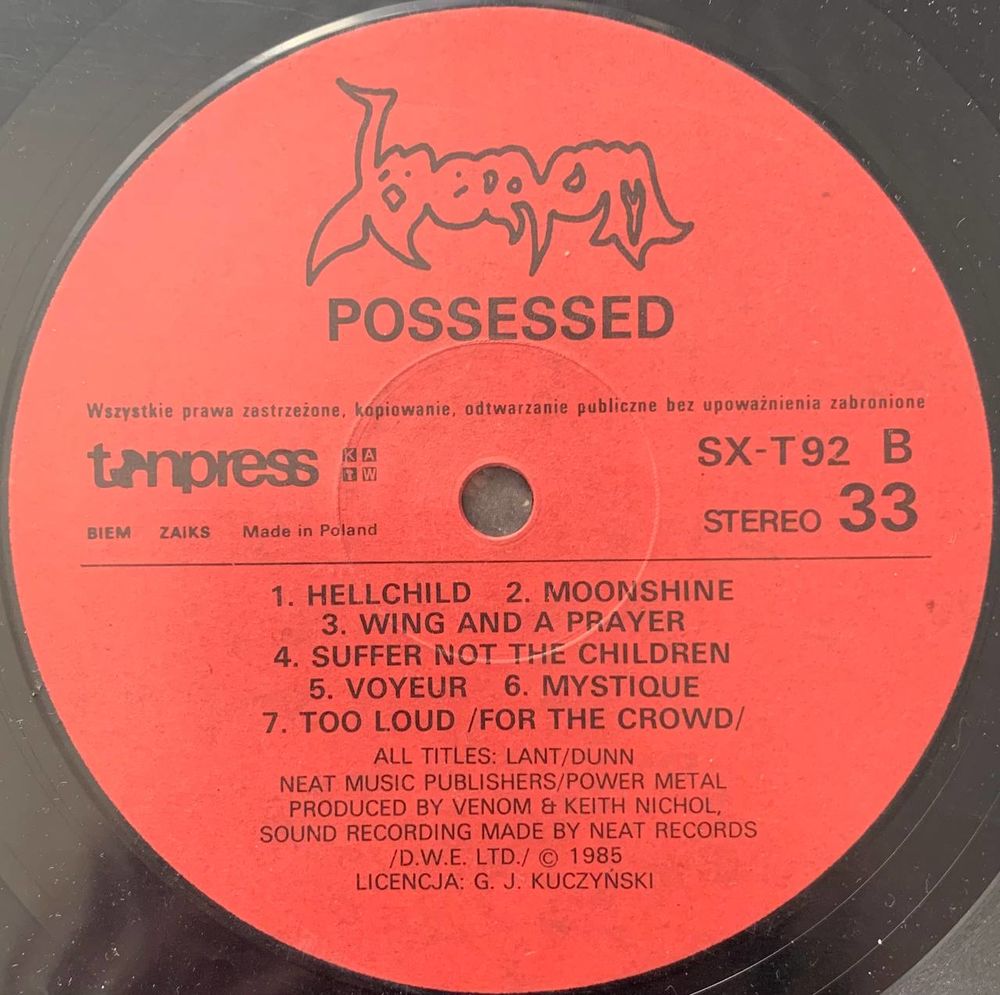 Venom
POSSESSED
Wszystkie prawa zastrzeżone, kopiowanie, odtwarzanie publiczne bez upoważnienia zabronione
tonpress KAW
SX-T92 B
BIEM ZAIKS Made in Poland
STEREO 33
1. HELLCHILD 2. MOONSHINE
3. WING AND A PRAYER
4. SUFFER NOT THE CHILDREN
5. VOYEUR 6. MYSTIQUE
7. TOO LOUD /FOR THE CROWD/
ALL TITLES: LANT/DUNN
NEAT MUSIC PUBLISHERS/POWER METAL
PRODUCED BY VENOM & KEITH NICHOL,
SOUND RECORDING MADE BY NEAT RECORDS
/D.W.E. LTD./ © 1985
LICENCJA: G. J. KUCZYŃSKI